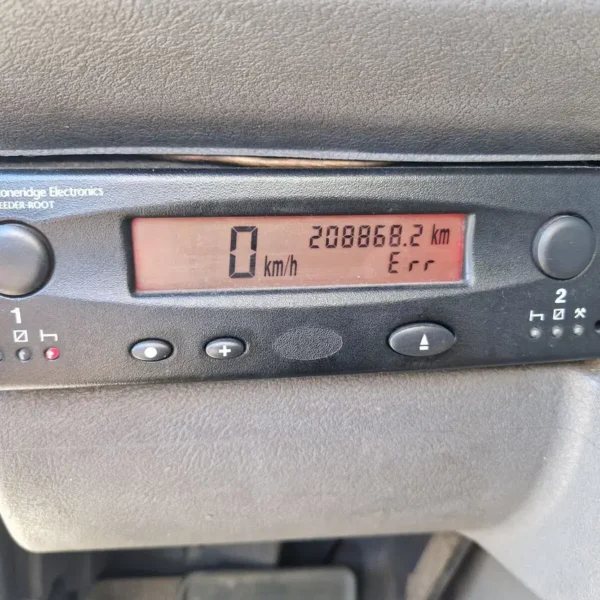 oneridge Electronics
EEDER-ROOT
208868.2 km
0 km/h Err
1
2